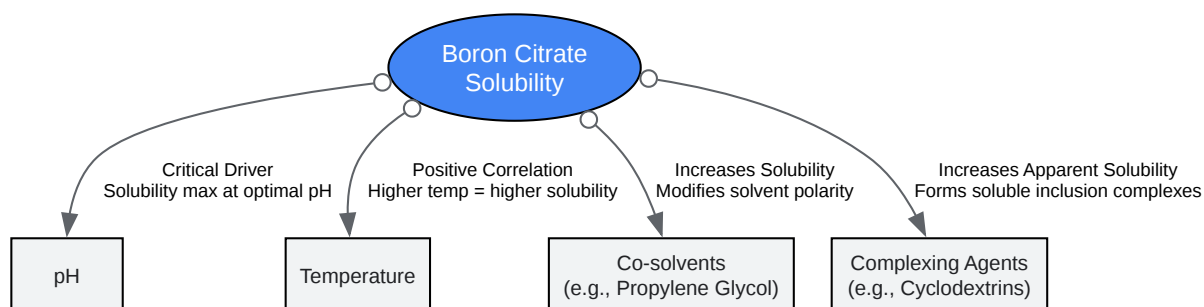 Boron Citrate
Solubility
Critical Driver
Solubility max at optimal pH
Positive Correlation
Higher temp = higher solubility
Increases Solubility
Modifies solvent polarity
Increases Apparent Solubility
Forms soluble inclusion complexes
pH
Temperature
Co-solvents
(e.g., Propylene Glycol)
Complexing Agents
(e.g., Cyclodextrins)